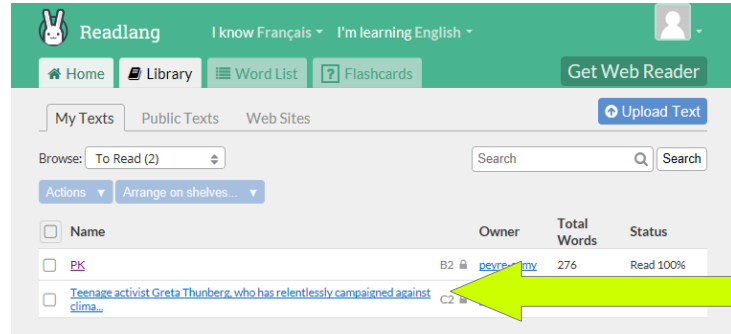 Readlang I know Français I'm learning English
Home Library Word List ? Flashcards Get Web Reader
My Texts Public Texts Web Sites Upload Text
Browse: To Read (2) Search Search
Actions Arrange on shelves...
Name Owner Total Words Status
PK B2 peyre-remy 276 Read 100%
Teenage activist Greta Thunberg, who has relentlessly campaigned against
clima... C2